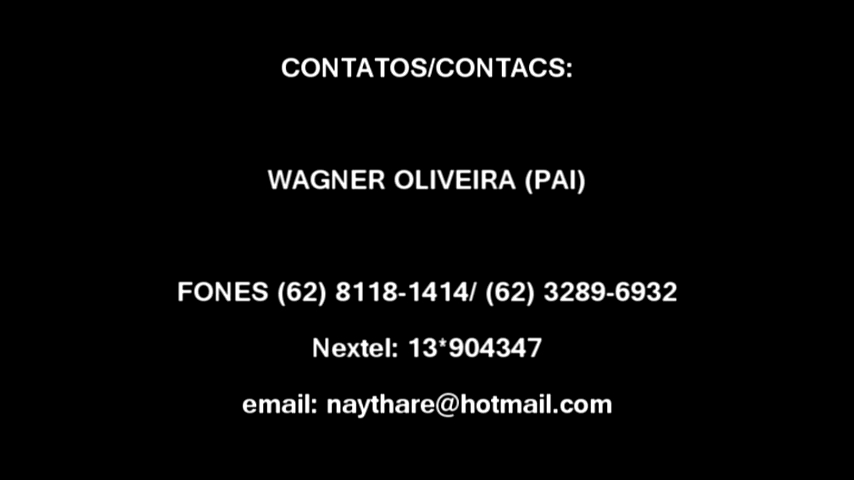 CONTATOS/CONTACS:
WAGNER OLIVEIRA (PAI)
FONES (62) 8118-1414/ (62) 3289-6932
Nextel: 13*904347
email: naythare@hotmail.com